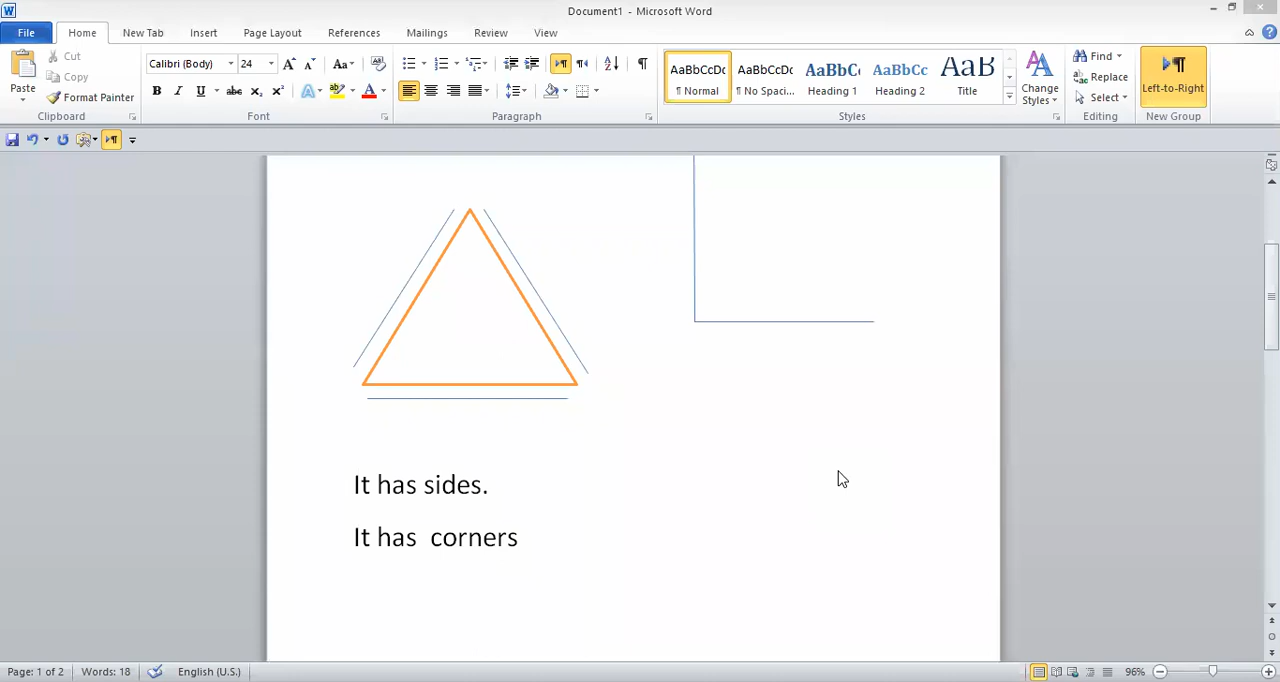 Document1 - Microsoft Word
File Home New Tab Insert Page Layout References Mailings Review View
Paste
Cut
Copy
Format Painter
Clipboard
Calibri (Body) 24
Font
Paragraph
AaBbCcDc AaBbCcDc AaBbC AaBbCc AaB
¶ Normal ¶ No Spaci... Heading 1 Heading 2 Title
Change Styles
Styles
Find
Replace
Select
Editing
Left-to-Right
New Group
It has sides.
It has  corners
Page: 1 of 2 Words: 18 English (U.S.) 96%